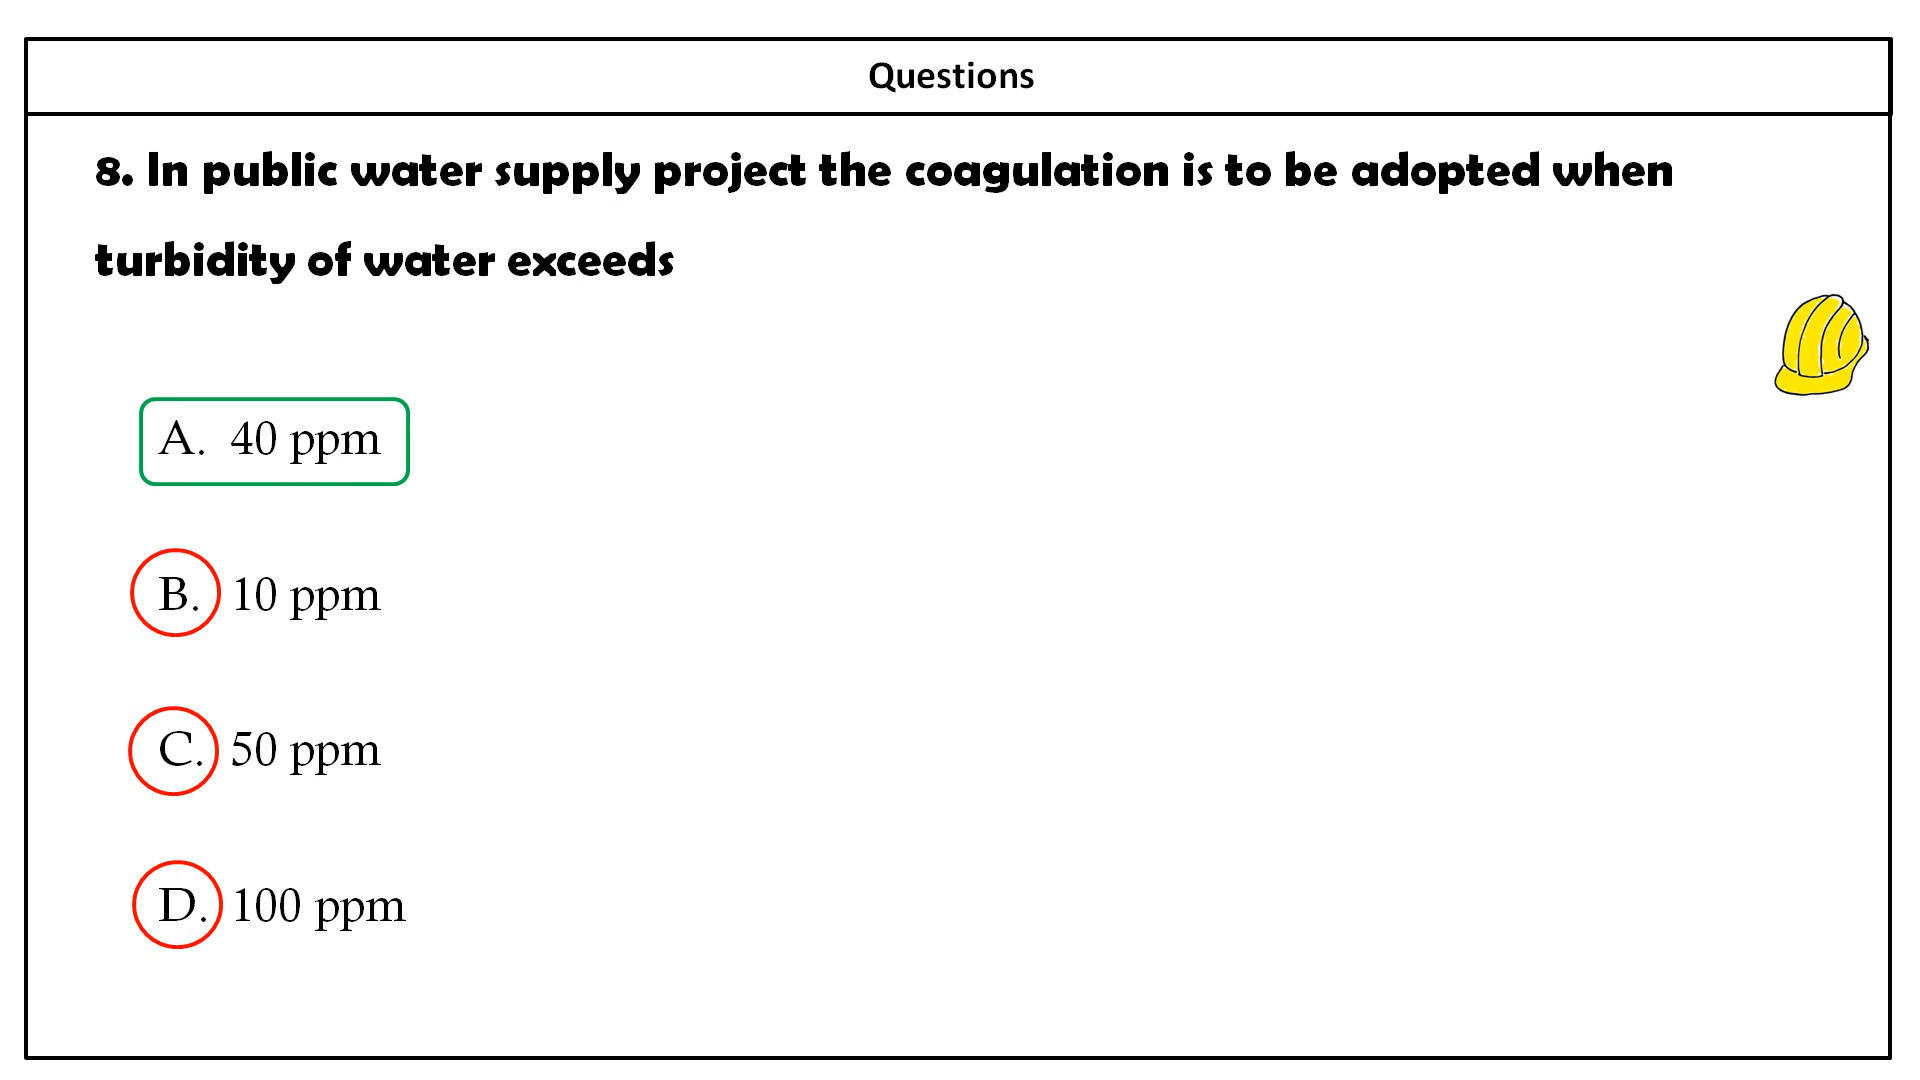 Questions
8. In public water supply project the coagulation is to be adopted when
turbidity of water exceeds
A. 40 ppm
B. 10 ppm
C. 50 ppm
D. 100 ppm